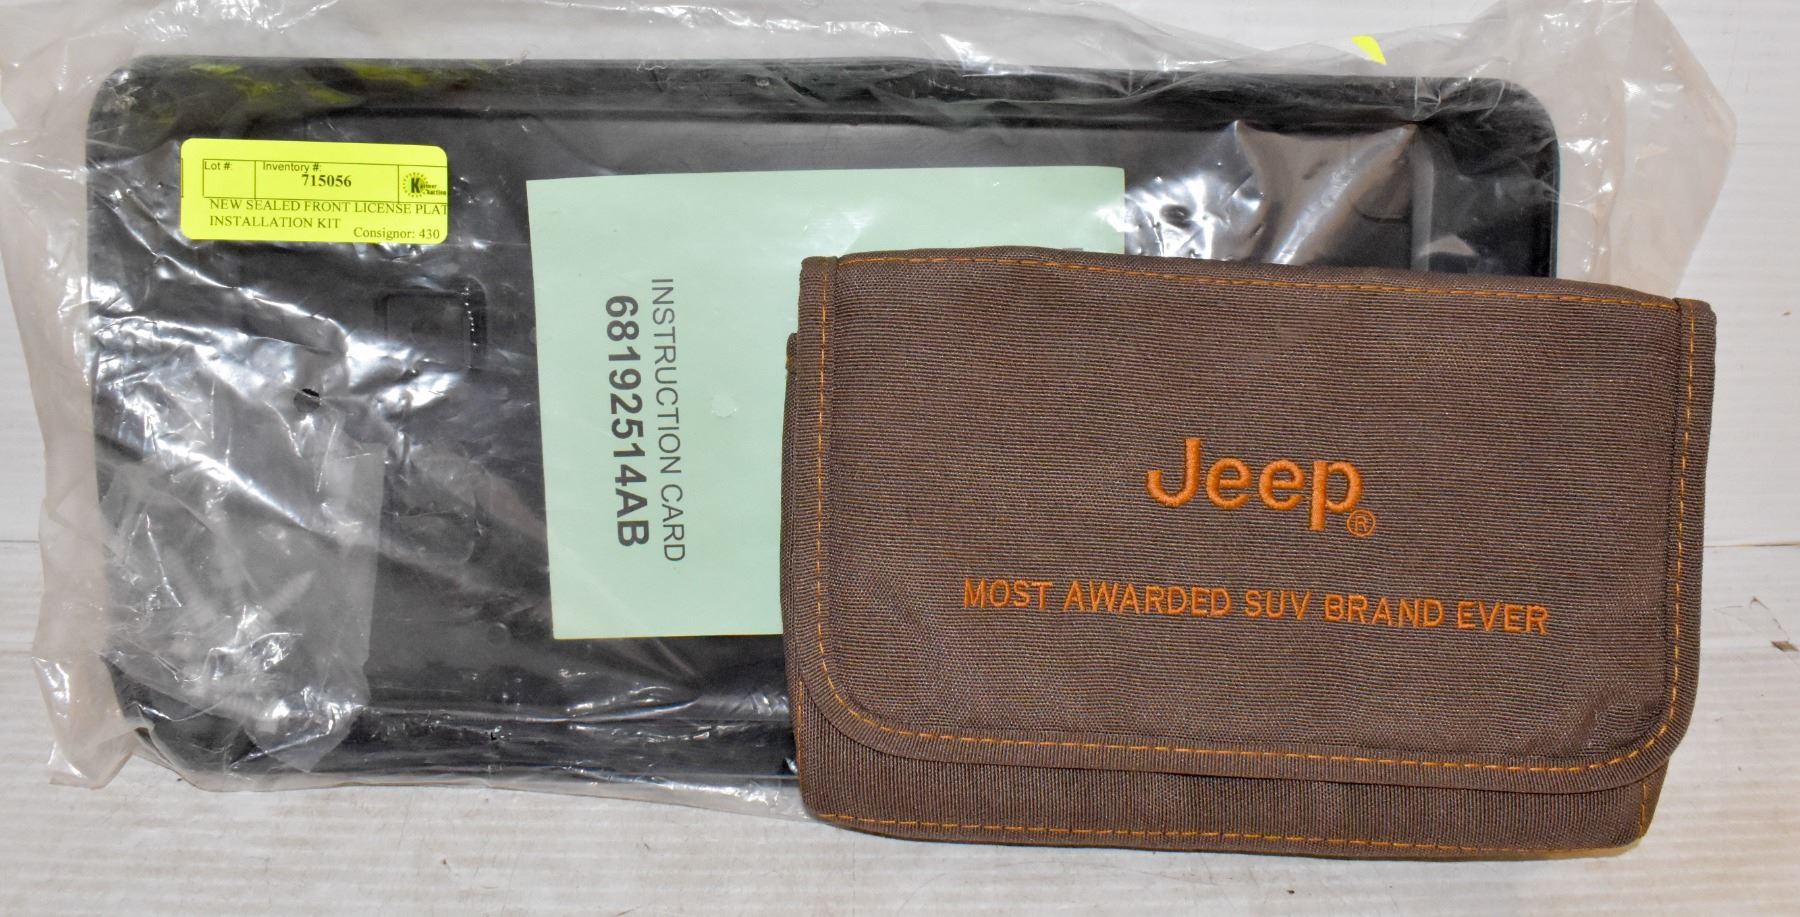 Lot #:
Inventory #:
715056
NEW SEALED FRONT LICENSE PLAT
INSTALLATION KIT
Consignor: 430
INSTRUCTION CARD
68192514AB
Jeep®
MOST AWARDED SUV BRAND EVER